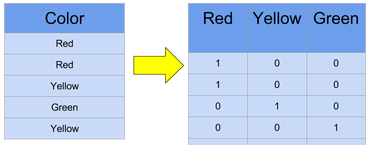 Color
Red
Red
Yellow
Green
Yellow
Red Yellow Green
1 0 0
1 0 0
0 1 0
0 0 1